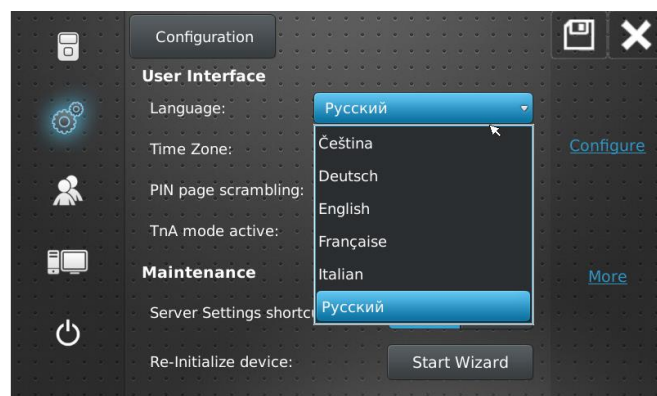 Configuration
User Interface
Language: Русский
Čeština
Time Zone: Configure
Deutsch
PIN page scrambling:
English
TnA mode active:
Française
Maintenance
Italian
More
Русский
Server Settings
Re-Initialize device: Start Wizard